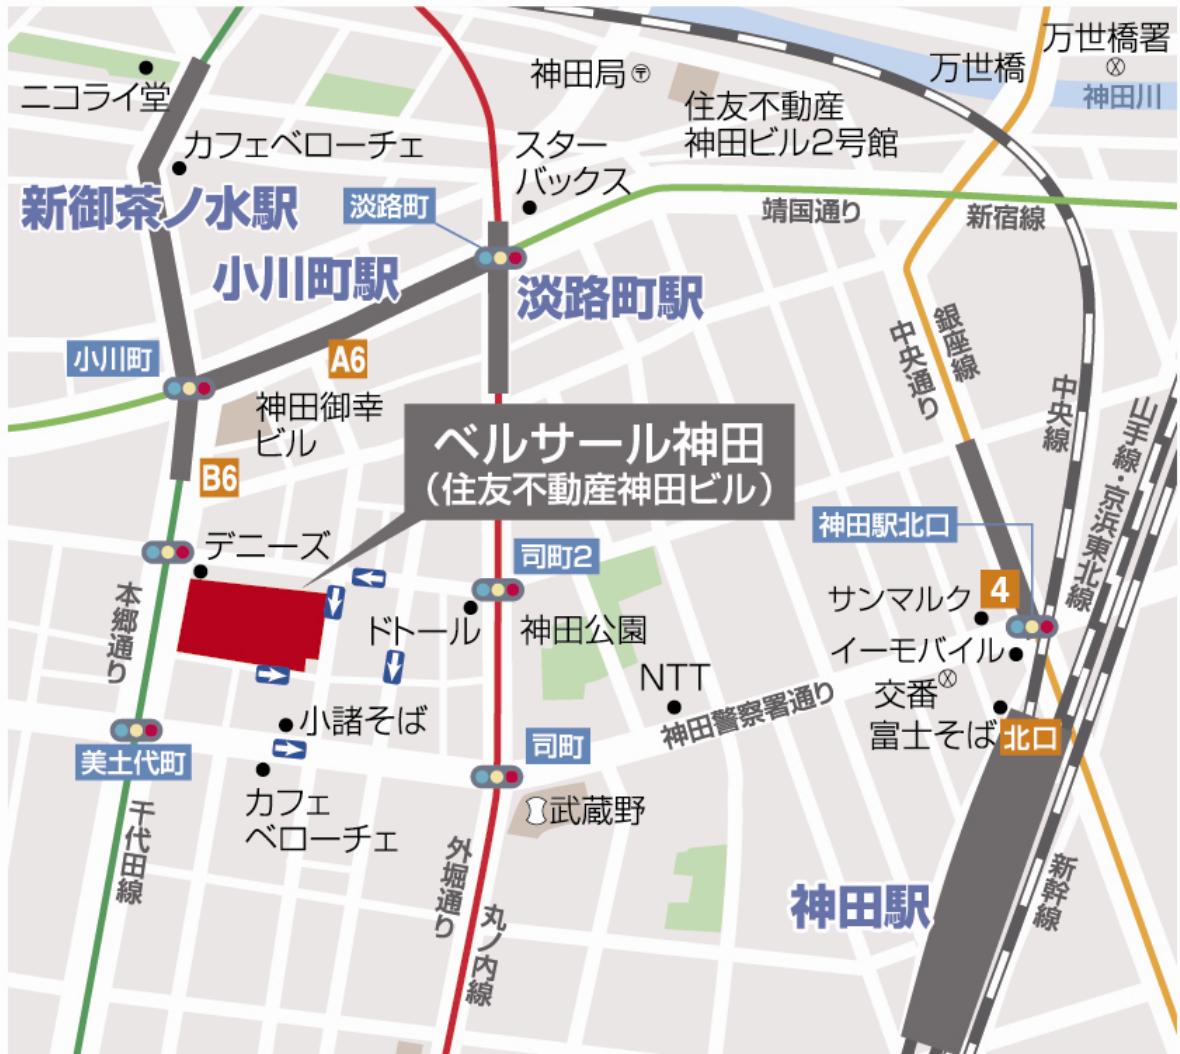 万世橋署
万世橋
神田川
神田局
住友不動産
神田ビル2号館
ニコライ堂
カフェベローチェ
スター
バックス
新御茶ノ水駅
淡路町
靖国通り
新宿線
小川町駅
淡路町駅
銀座線
中央通り
小川町
A6
中央線
山手線・京浜東北線
神田御幸
ビル
ベルサール神田
（住友不動産神田ビル）
B6
神田駅北口
デニーズ
司町2
4
サンマルク
本郷通り
ドトール
神田公園
イーモバイル
NTT
交番
神田警察署通り
小諸そば
富士そば
北口
司町
美土代町
カフェ
ベローチェ
武蔵野
千代田線
外堀通り
丸ノ内線
神田駅
新幹線